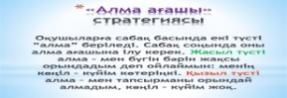 *--Алма ағашы--
стратегиясы
Оқушыларға сабақ басында екі түсті
"алма" беріледі. Сабақ соңында оны
алма ағашына ілу керек. Жасыл түсті
алма - мен бүгін бәрін жақсы
орындадым деп ойлаймын: менің
көңіл - күйім көтеріңкі. Қызыл түсті
алма - мен тапсырманы орындай
алмадым, көңіл - күйім жоқ.